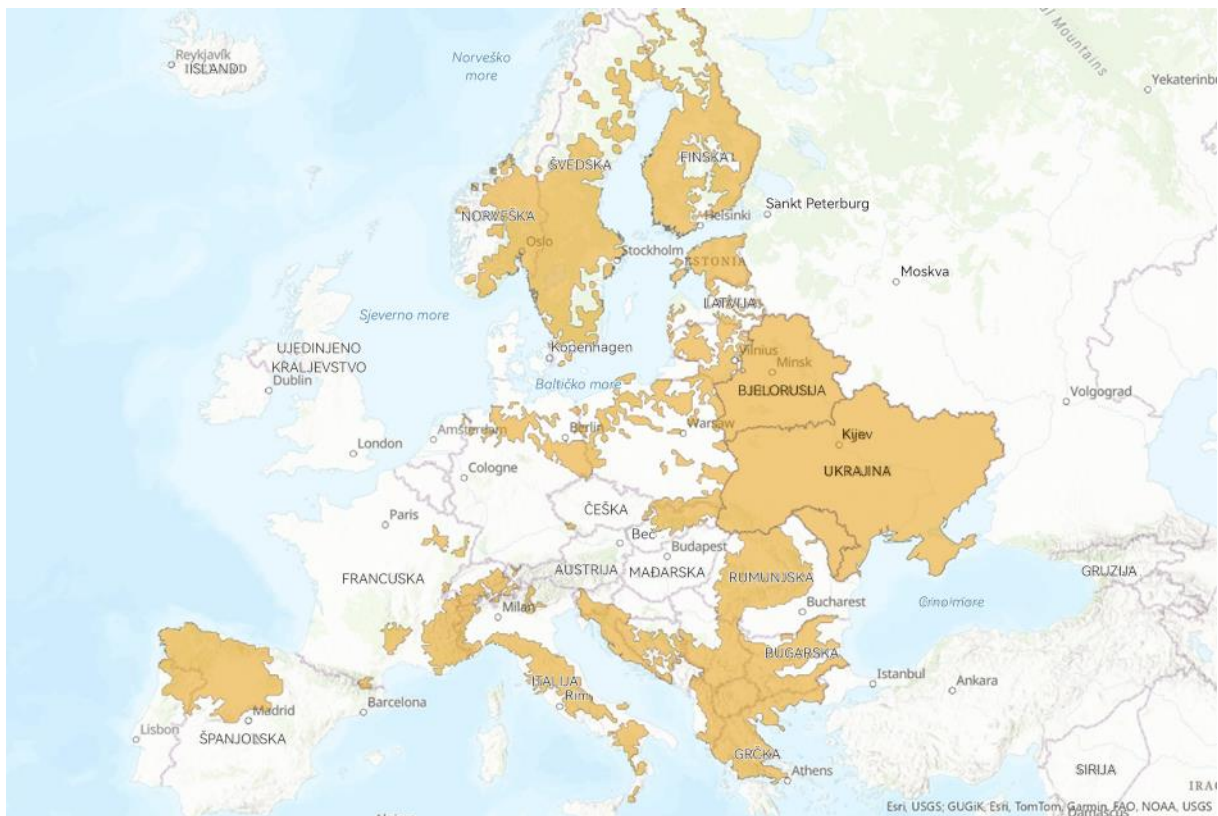 Reykjavík
ISLAND
Norveško
more
Mountains
Yekaterinbu
ŠVEDSKA
FINSKA
NORVEŠKA
Helsinki
Sankt Peterburg
Oslo
Stockholm
ESTONIA
Moskva
LATVIJA
Sjeverno more
UJEDINJENO
KRALJEVSTVO
Kopenhagen
Vilnius
Minsk
Dublin
Baltičko more
BJELORUSIJA
Volgograd
Amsterdam
Berlin
Warsaw
Kijev
London
Cologne
UKRAJINA
ČEŠKA
Paris
Beč
Budapest
FRANCUSKA
AUSTRIJA
MAĐARSKA
RUMUNJSKA
GRUZIJA
Milan
Bucharest
Crno more
BUGARSKA
ITALIJA
Rim
Istanbul
Ankara
Barcelona
Madrid
Lisbon
ŠPANJOLSKA
GRČKA
Athens
SIRIJA
IRAQ
Esri, USGS; GUGiK, Esri, TomTom, Garmin, FAO, NOAA, USGS
Damascus